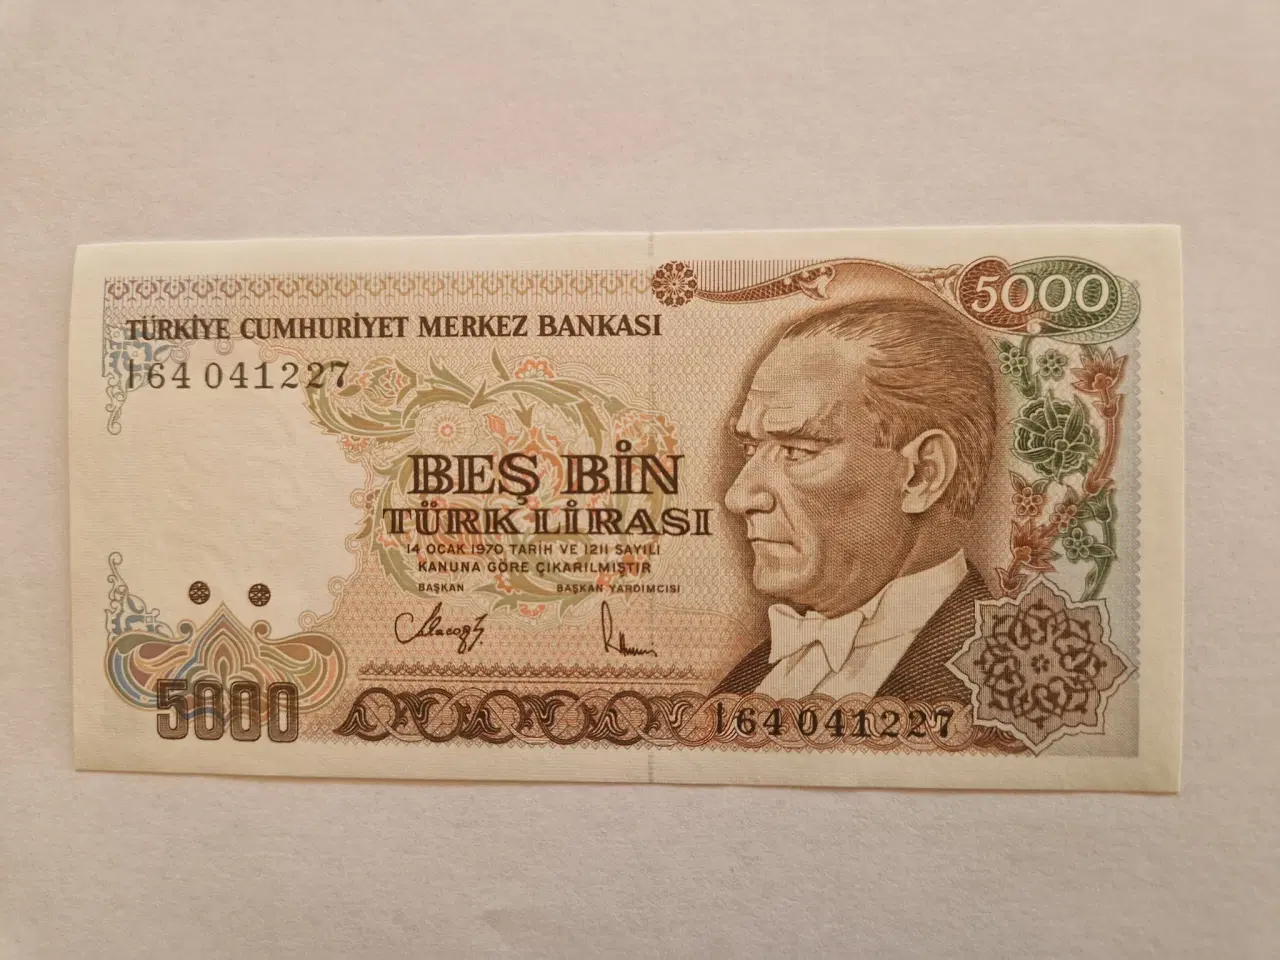 5000
TÜRKİYE CUMHURİYET MERKEZ BANKASI
I64 041227
BEŞ BİN
TÜRK LİRASI
14 OCAK 1970 TARİH VE 1211 SAYILI
KANUNA GÖRE ÇIKARILMIŞTIR
BAŞKAN BAŞKAN YARDIMCISI
5000
I64 041227